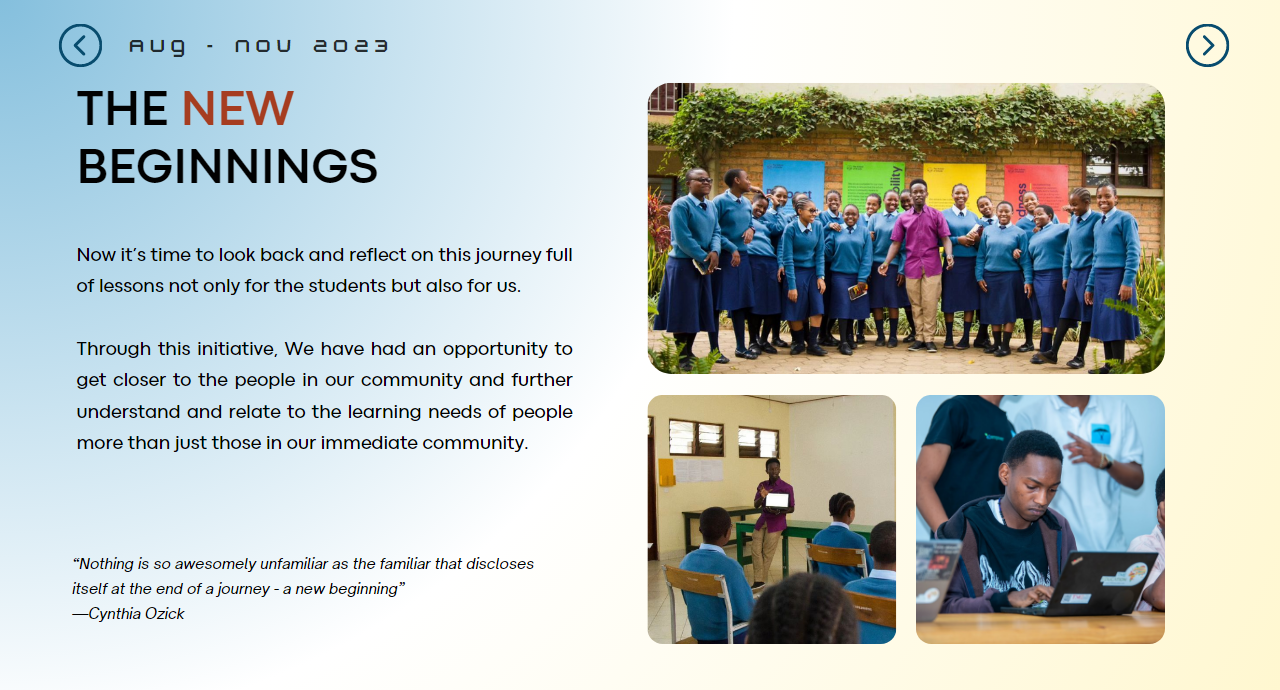 Aug - nov 2023
THE NEW
BEGINNINGS
Now it's time to look back and reflect on this journey full
of lessons not only for the students but also for us.
Through this initiative, We have had an opportunity to
get closer to the people in our community and further
understand and relate to the learning needs of people
more than just those in our immediate community.
“Nothing is so awesomely unfamiliar as the familiar that discloses
itself at the end of a journey - a new beginning”
—Cynthia Ozick